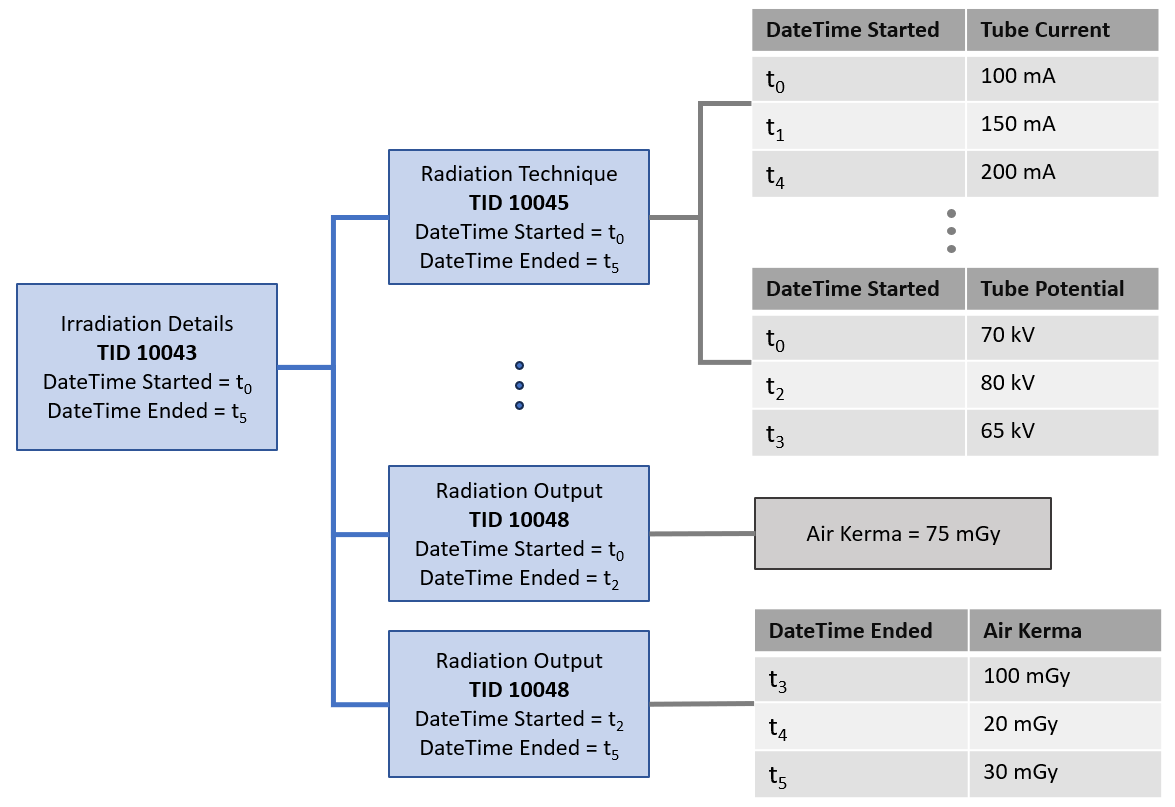 Irradiation Details
TID 10043
DateTime Started = t0
DateTime Ended = t5
Radiation Technique
TID 10045
DateTime Started = t0
DateTime Ended = t5
DateTime Started Tube Current
t0 100 mA
t1 150 mA
t4 200 mA
DateTime Started Tube Potential
t0 70 kV
t2 80 kV
t3 65 kV
Radiation Output
TID 10048
DateTime Started = t0
DateTime Ended = t2
Air Kerma = 75 mGy
Radiation Output
TID 10048
DateTime Started = t2
DateTime Ended = t5
DateTime Ended Air Kerma
t3 100 mGy
t4 20 mGy
t5 30 mGy